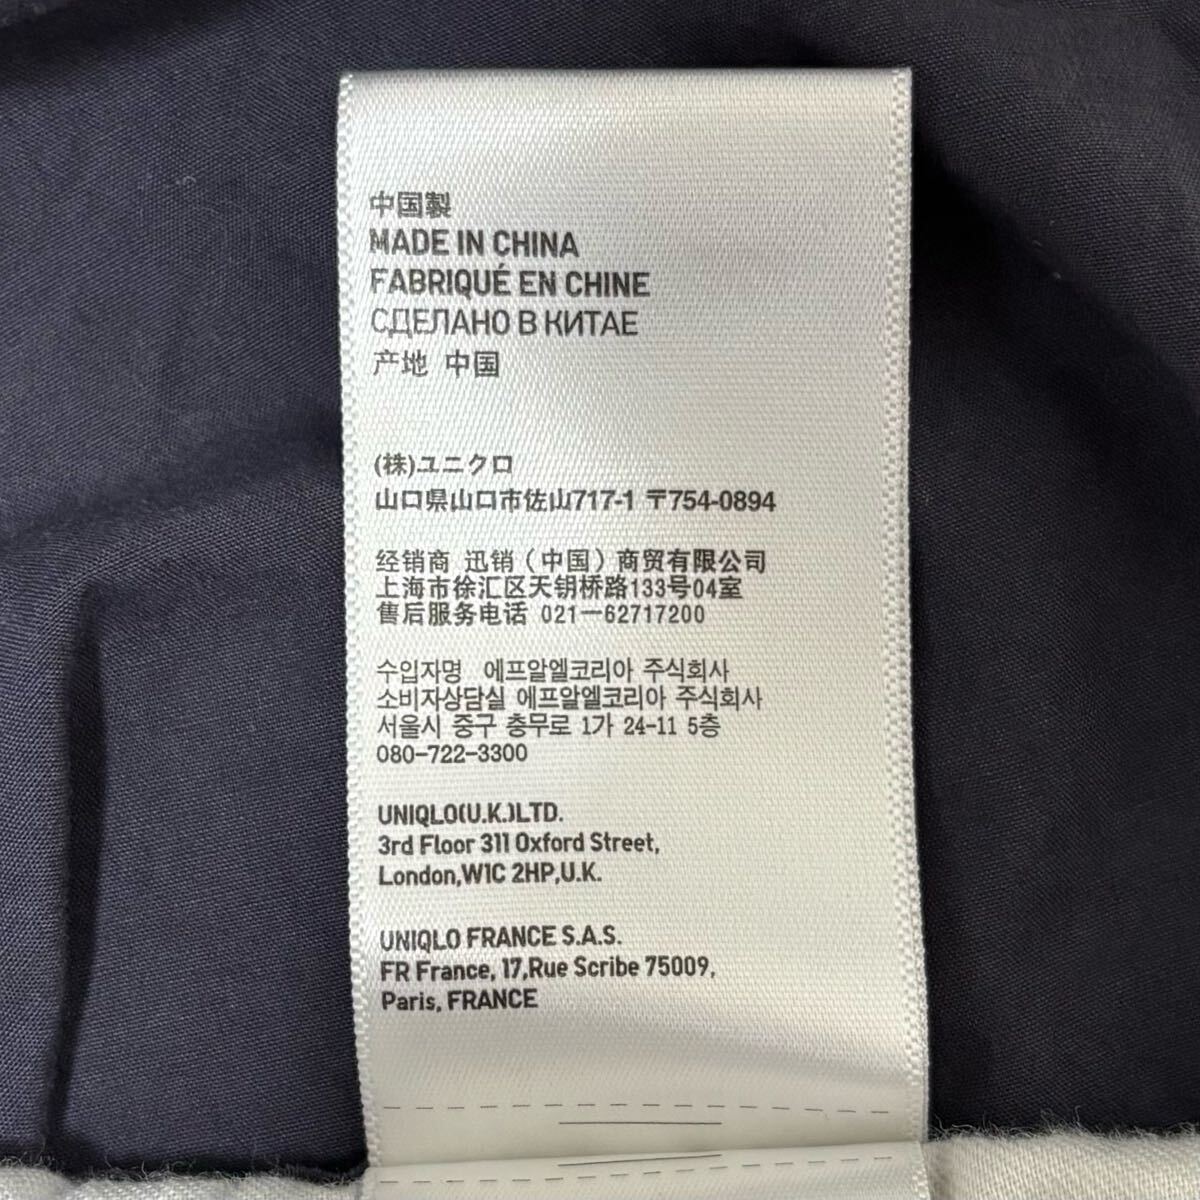 中国製
MADE IN CHINA
FABRIQUÉ EN CHINE
СДЕЛАНО В КИТАЕ
产地 中国
(株)ユニクロ
山口県山口市佐山717-1 〒754-0894
经销商 迅销（中国）商贸有限公司
上海市徐汇区天钥桥路133号04室
售后服务电话 021—62717200
수입자명 에프알엘코리아 주식회사
소비자상담실 에프알엘코리아 주식회사
서울시 중구 충무로 1가 24-11 5층
080-722-3300
UNIQLO(U.K.)LTD.
3rd Floor 311 Oxford Street,
London,W1C 2HP,U.K.
UNIQLO FRANCE S.A.S.
FR France, 17,Rue Scribe 75009,
Paris, FRANCE